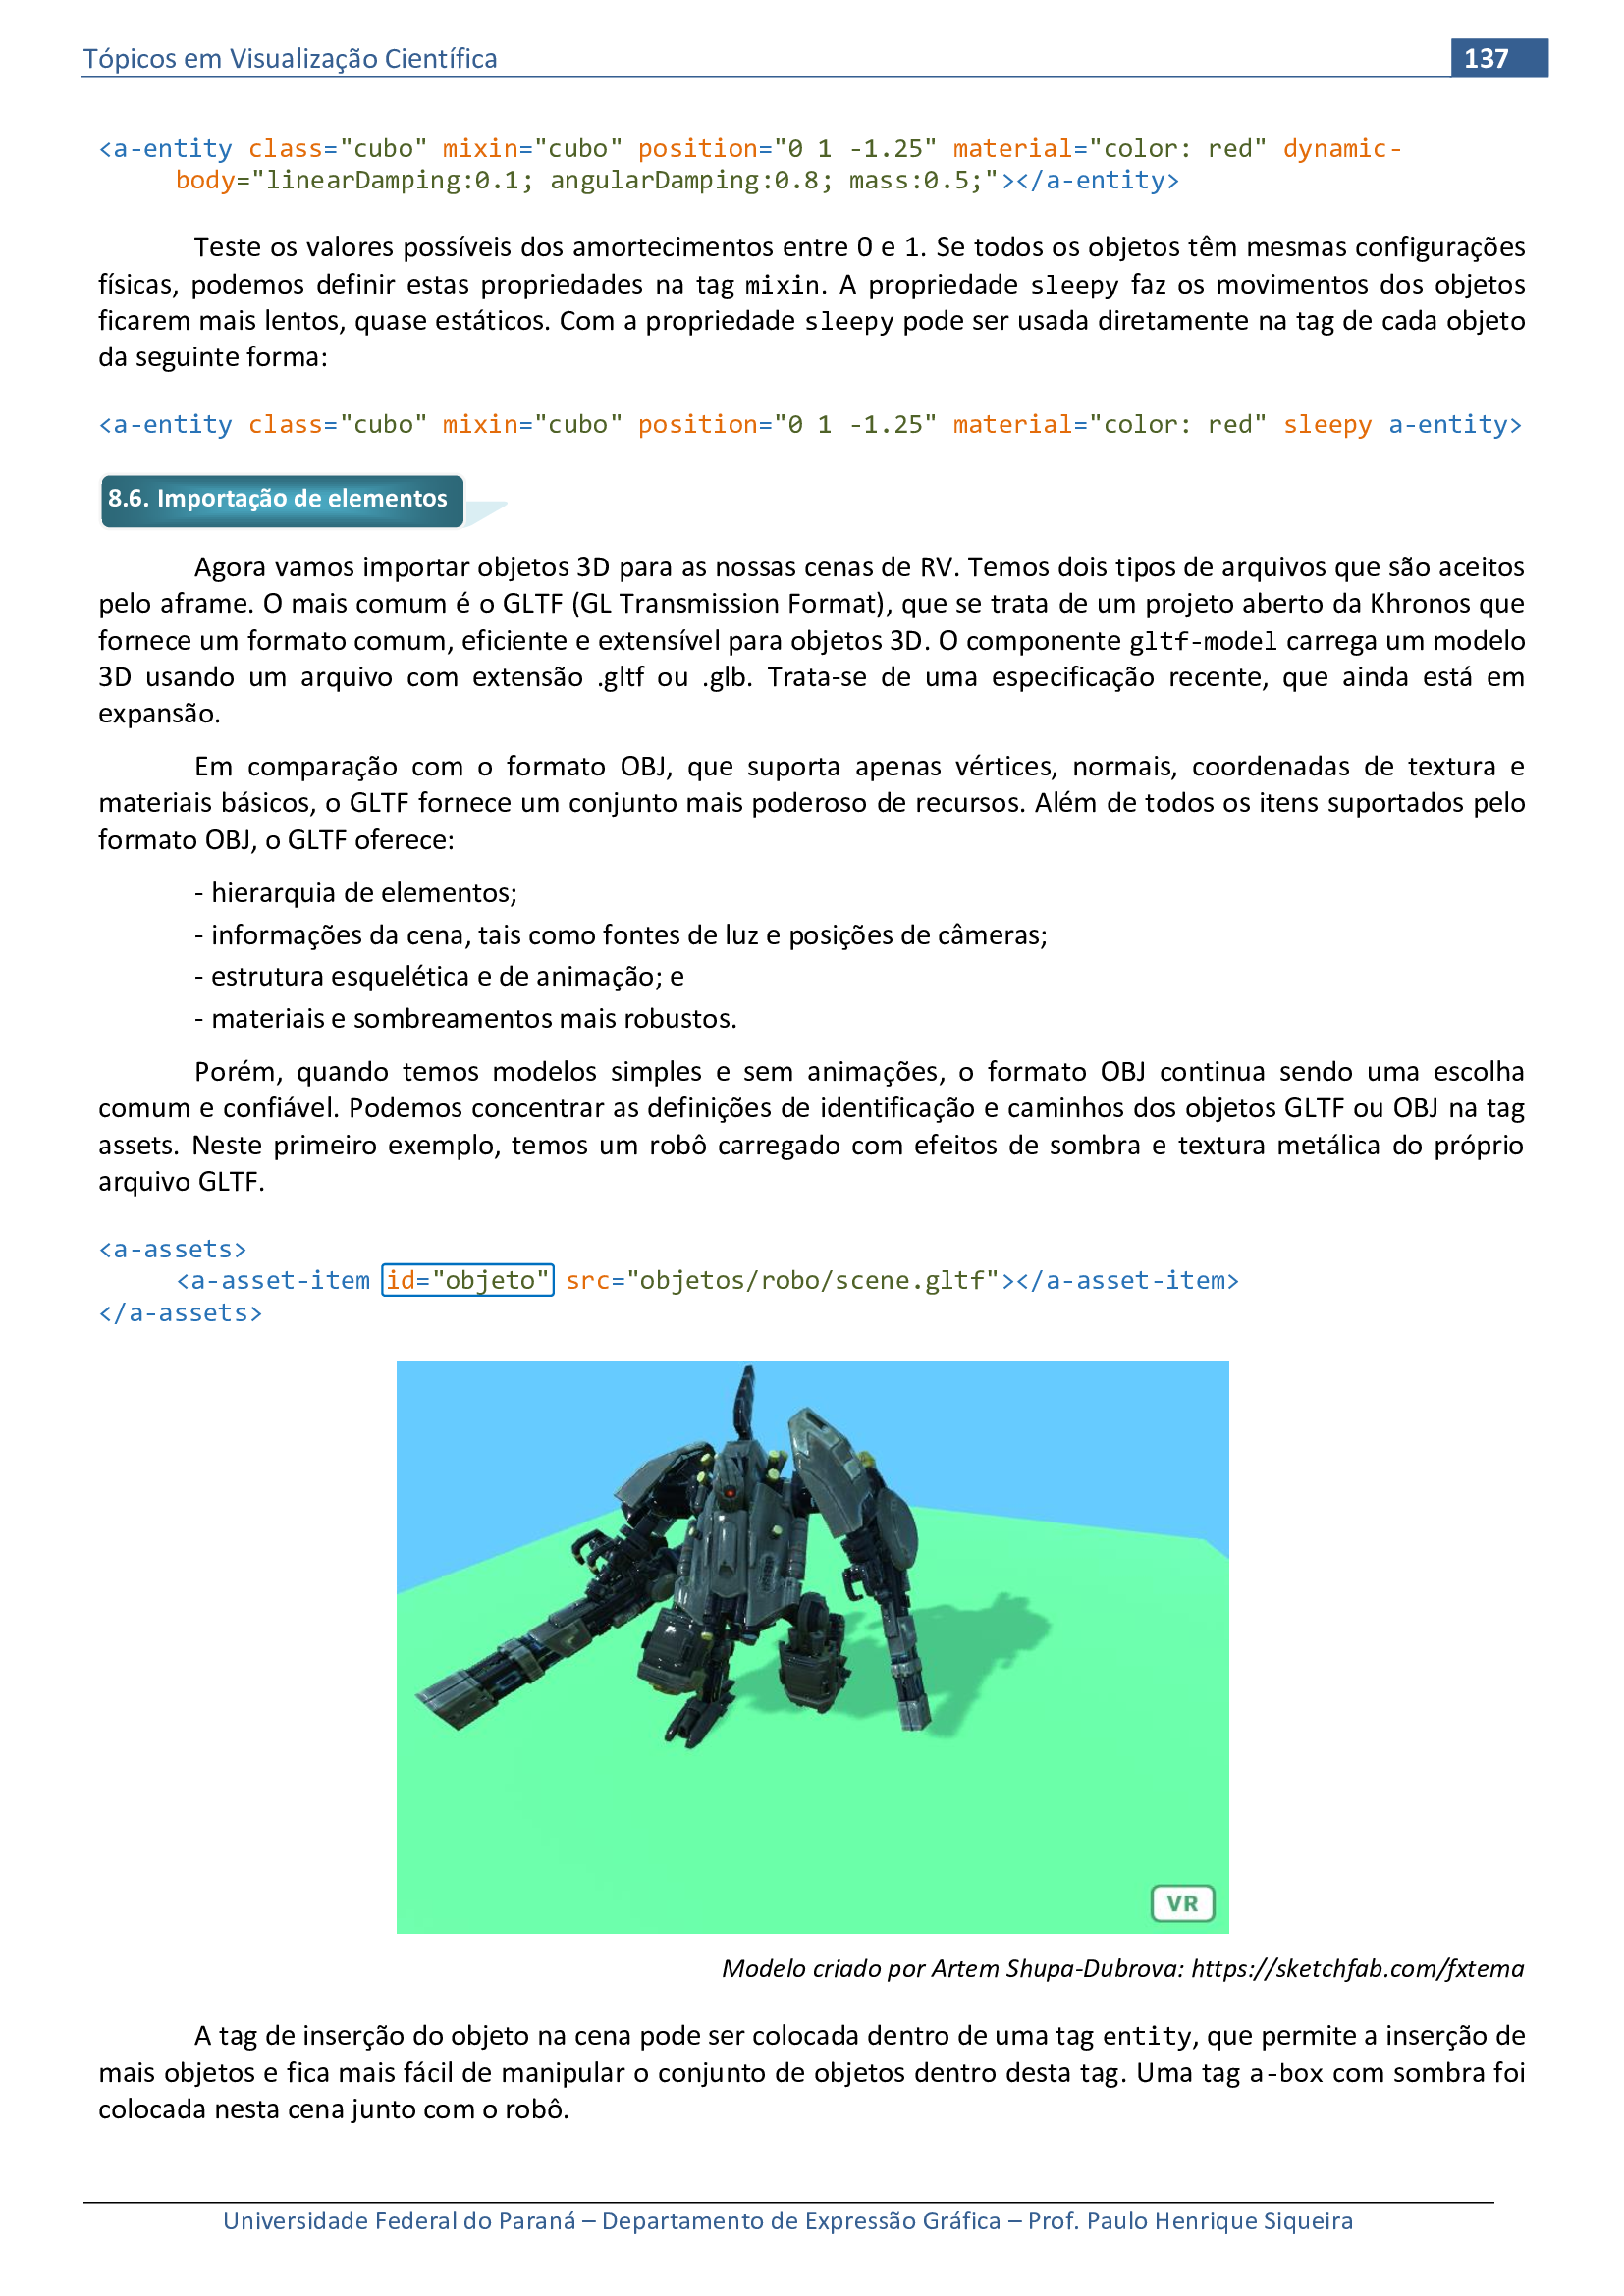 Tópicos em Visualização Científica
137
<a-entity class="cubo" mixin="cubo" position="0 1 -1.25" material="color: red" dynamic-
body="linearDamping:0.1; angularDamping:0.8; mass:0.5;"></a-entity>
Teste os valores possíveis dos amortecimentos entre 0 e 1. Se todos os objetos têm mesmas configurações
físicas, podemos definir estas propriedades na tag mixin. A propriedade sleepy faz os movimentos dos objetos
ficarem mais lentos, quase estáticos. Com a propriedade sleepy pode ser usada diretamente na tag de cada objeto
da seguinte forma:
<a-entity class="cubo" mixin="cubo" position="0 1 -1.25" material="color: red" sleepy a-entity>
8.6. Importação de elementos
Agora vamos importar objetos 3D para as nossas cenas de RV. Temos dois tipos de arquivos que são aceitos
pelo aframe. O mais comum é o GLTF (GL Transmission Format), que se trata de um projeto aberto da Khronos que
fornece um formato comum, eficiente e extensível para objetos 3D. O componente gltf-model carrega um modelo
3D usando um arquivo com extensão .gltf ou .glb. Trata-se de uma especificação recente, que ainda está em
expansão.
Em comparação com o formato OBJ, que suporta apenas vértices, normais, coordenadas de textura e
materiais básicos, o GLTF fornece um conjunto mais poderoso de recursos. Além de todos os itens suportados pelo
formato OBJ, o GLTF oferece:
- hierarquia de elementos;
- informações da cena, tais como fontes de luz e posições de câmeras;
- estrutura esquelética e de animação; e
- materiais e sombreamentos mais robustos.
Porém, quando temos modelos simples e sem animações, o formato OBJ continua sendo uma escolha
comum e confiável. Podemos concentrar as definições de identificação e caminhos dos objetos GLTF ou OBJ na tag
assets. Neste primeiro exemplo, temos um robô carregado com efeitos de sombra e textura metálica do próprio
arquivo GLTF.
<a-assets>
<a-asset-item id="objeto" src="objetos/robo/scene.gltf"></a-asset-item>
</a-assets>
VR
Modelo criado por Artem Shupa-Dubrova: https://sketchfab.com/fxtema
A tag de inserção do objeto na cena pode ser colocada dentro de uma tag entity, que permite a inserção de
mais objetos e fica mais fácil de manipular o conjunto de objetos dentro desta tag. Uma tag a-box com sombra foi
colocada nesta cena junto com o robô.
Universidade Federal do Paraná – Departamento de Expressão Gráfica – Prof. Paulo Henrique Siqueira